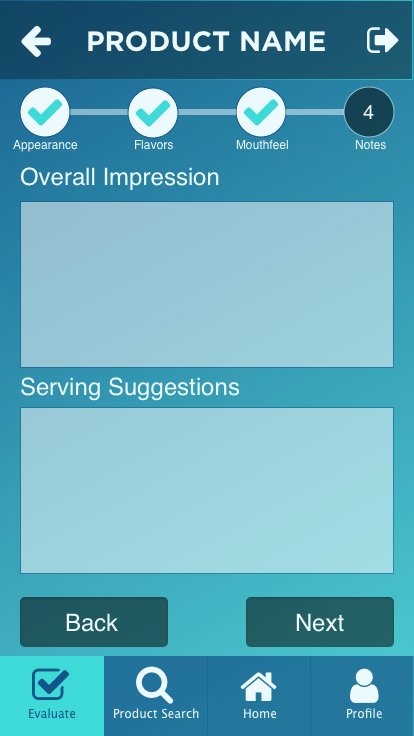 PRODUCT NAME
4
Appearance Flavors Mouthfeel Notes
Overall Impression
Serving Suggestions
Back Next
Evaluate Product Search Home Profile